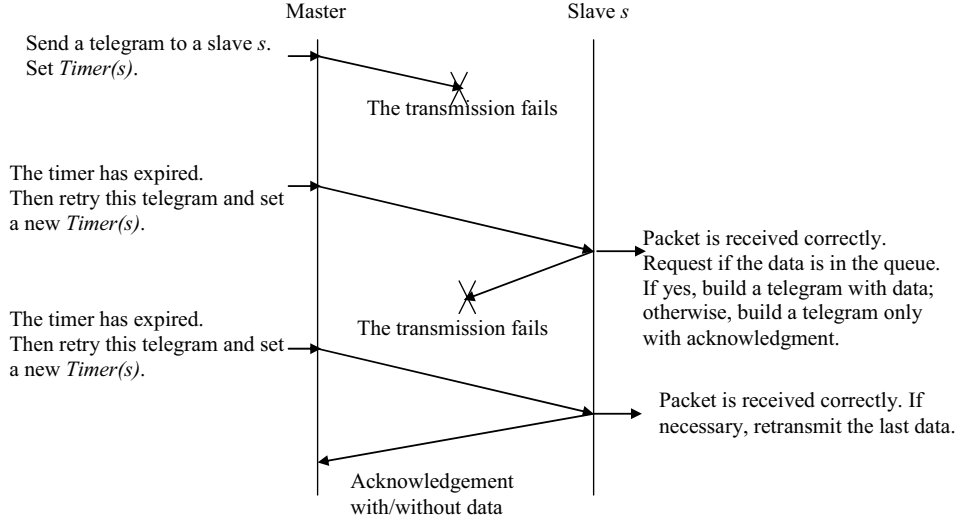 Master
Slave s
Send a telegram to a slave s.
Set Timer(s).
The transmission fails
The timer has expired.
Then retry this telegram and set
a new Timer(s).
Packet is received correctly.
Request if the data is in the queue.
If yes, build a telegram with data;
otherwise, build a telegram only
with acknowledgment.
The transmission fails
The timer has expired.
Then retry this telegram and set
a new Timer(s).
Packet is received correctly. If
necessary, retransmit the last data.
Acknowledgement
with/without data